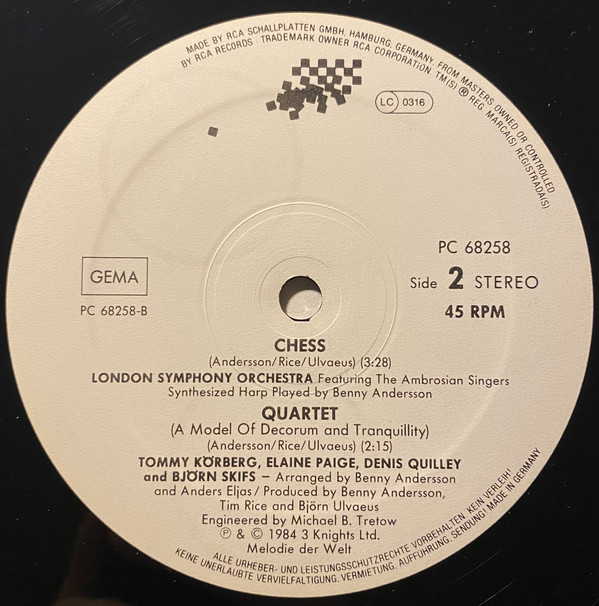 MADE BY RCA SCHALLPLATTEN GMBH, HAMBURG, GERMANY, FROM MASTERS OWNED OR CONTROLLED
BY RCA RECORDS · TRADEMARK OWNER RCA CORPORATION. TM(S) ® REG. MARCA(S) REGISTRADA(S)
LC 0316
PC 68258
Side 2 STEREO
45 RPM
GEMA
PC 68258-B
CHESS
(Andersson/Rice/Ulvaeus) (3:28)
LONDON SYMPHONY ORCHESTRA Featuring The Ambrosian Singers
Synthesized Harp Played by Benny Andersson
QUARTET
(A Model Of Decorum and Tranquillity)
(Andersson/Rice/Ulvaeus) (2:15)
TOMMY KÖRBERG, ELAINE PAIGE, DENIS QUILLEY
and BJÖRN SKIFS – Arranged by Benny Andersson
and Anders Eljas / Produced by Benny Andersson,
Tim Rice and Björn Ulvaeus
Engineered by Michael B. Tretow
℗ & © 1984 3 Knights Ltd.
Melodie der Welt
ALLE URHEBER- UND LEISTUNGSSCHUTZRECHTE VORBEHALTEN. KEIN VERLEIH!
KEINE UNERLAUBTE VERVIELFÄLTIGUNG, VERMIETUNG, AUFFÜHRUNG, SENDUNG! MADE IN GERMANY